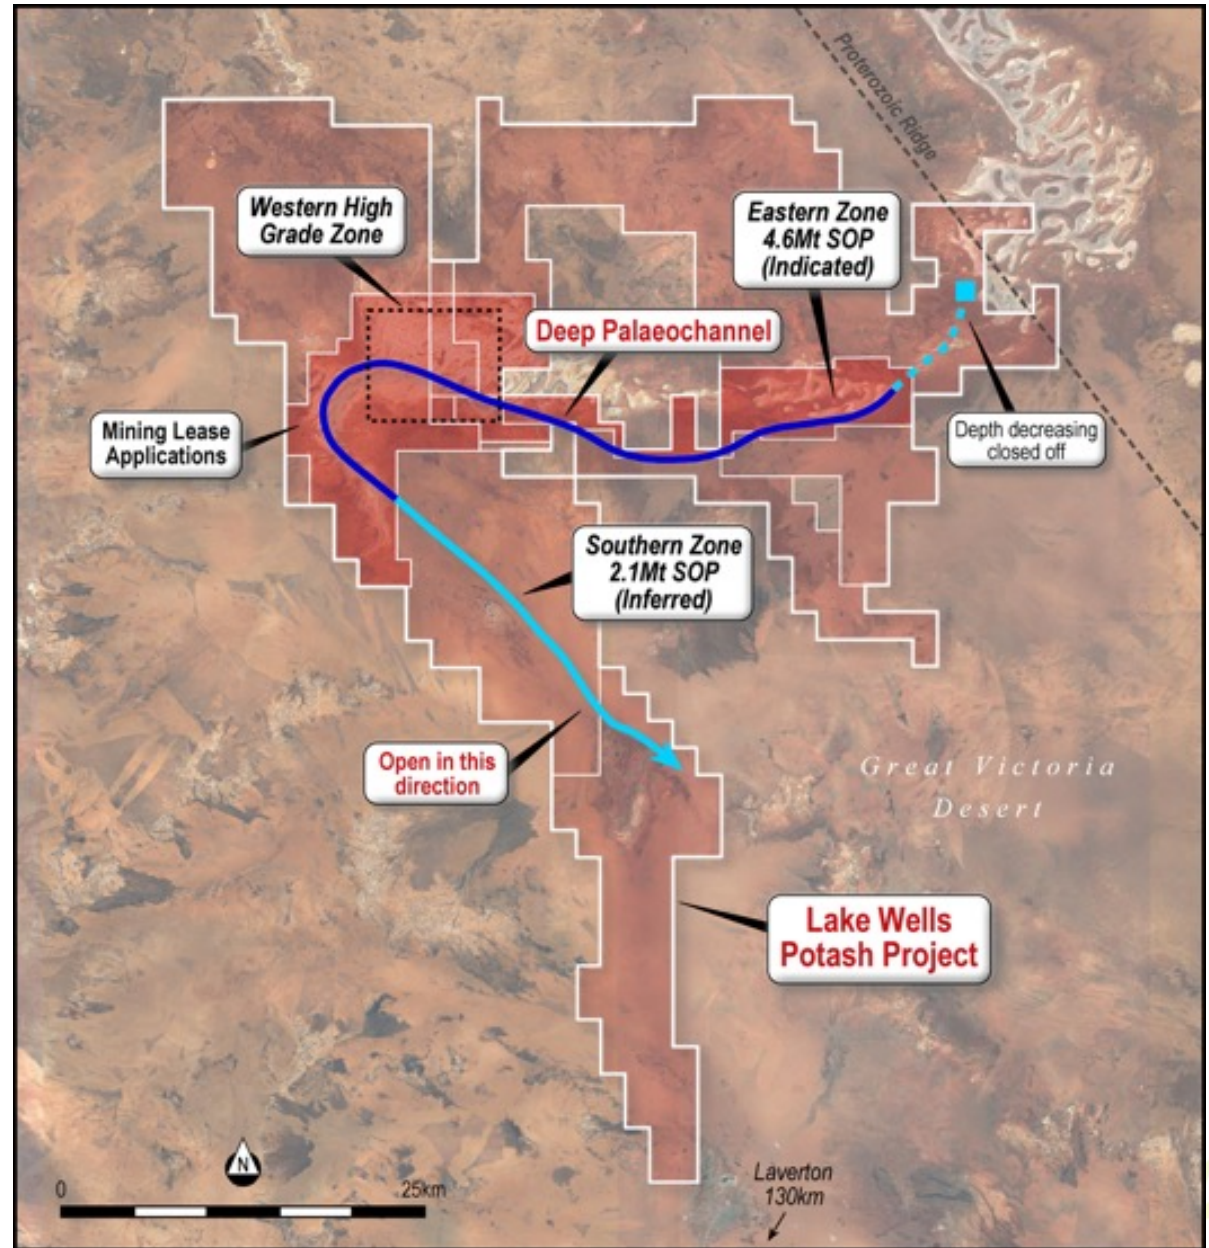 Proterozoic Ridge
Western High
Grade Zone
Eastern Zone
4.6Mt SOP
(Indicated)
Deep Palaeochannel
Mining Lease
Applications
Depth decreasing
closed off
Southern Zone
2.1Mt SOP
(Inferred)
Open in this
direction
Great Victoria
Desert
Lake Wells
Potash Project
N
0
25km
Laverton
130km